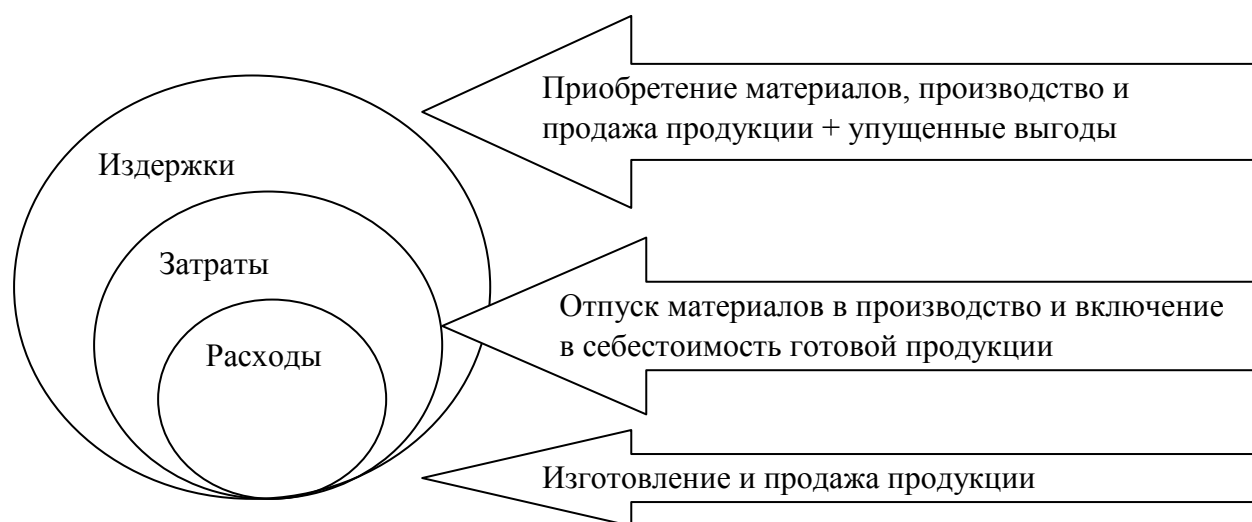 Приобретение материалов, производство и
продажа продукции + упущенные выгоды
Издержки
Затраты
Отпуск материалов в производство и включение
в себестоимость готовой продукции
Расходы
Изготовление и продажа продукции